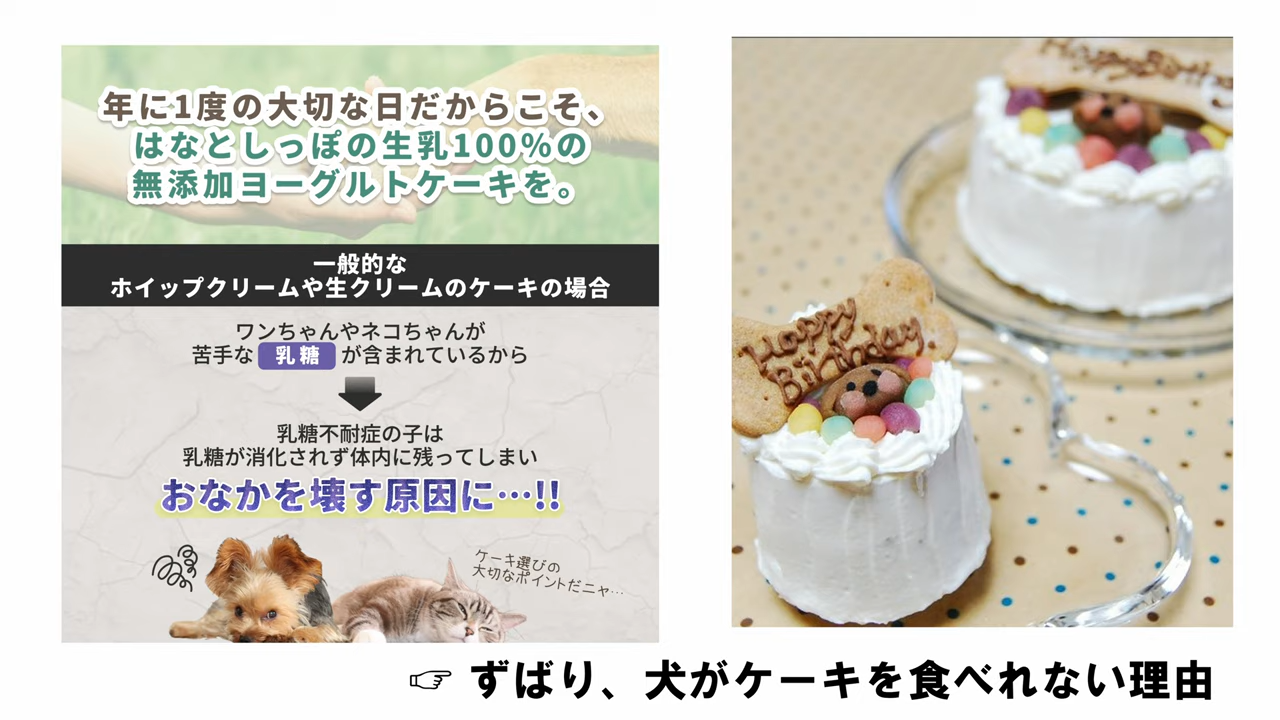 年に1度の大切な日だからこそ、
はなとしっぽの生乳100%の
無添加ヨーグルトケーキを。
一般的な
ホイップクリームや生クリームのケーキの場合
ワンちゃんやネコちゃんが
苦手な 乳糖 が含まれているから
乳糖不耐症の子は
乳糖が消化されず体内に残ってしまい
おなかを壊す原因に…!!
ケーキ選びの
大切なポイントだニャ…
Happy Birthday
Happy
Birthday.
☞ ずばり、犬がケーキを食べれない理由